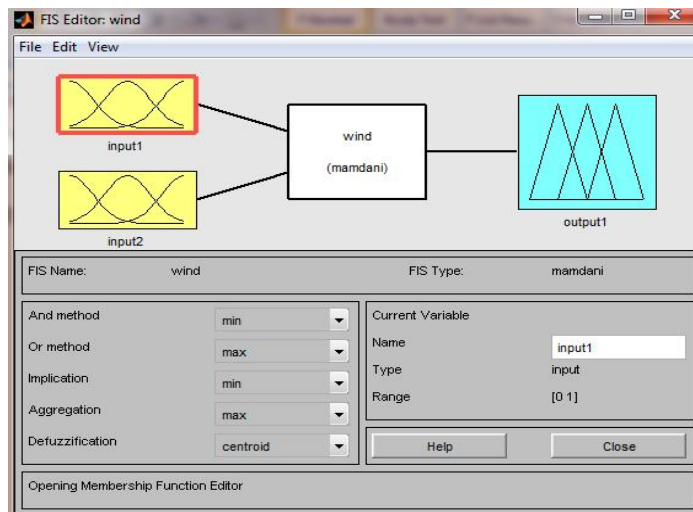 FIS Editor: wind
File Edit View
input1
input2
wind
(mamdani)
output1
FIS Name: wind FIS Type: mamdani
And method min
Or method max
Implication min
Aggregation max
Defuzzification centroid
Current Variable
Name input1
Type input
Range [0 1]
Help Close
Opening Membership Function Editor